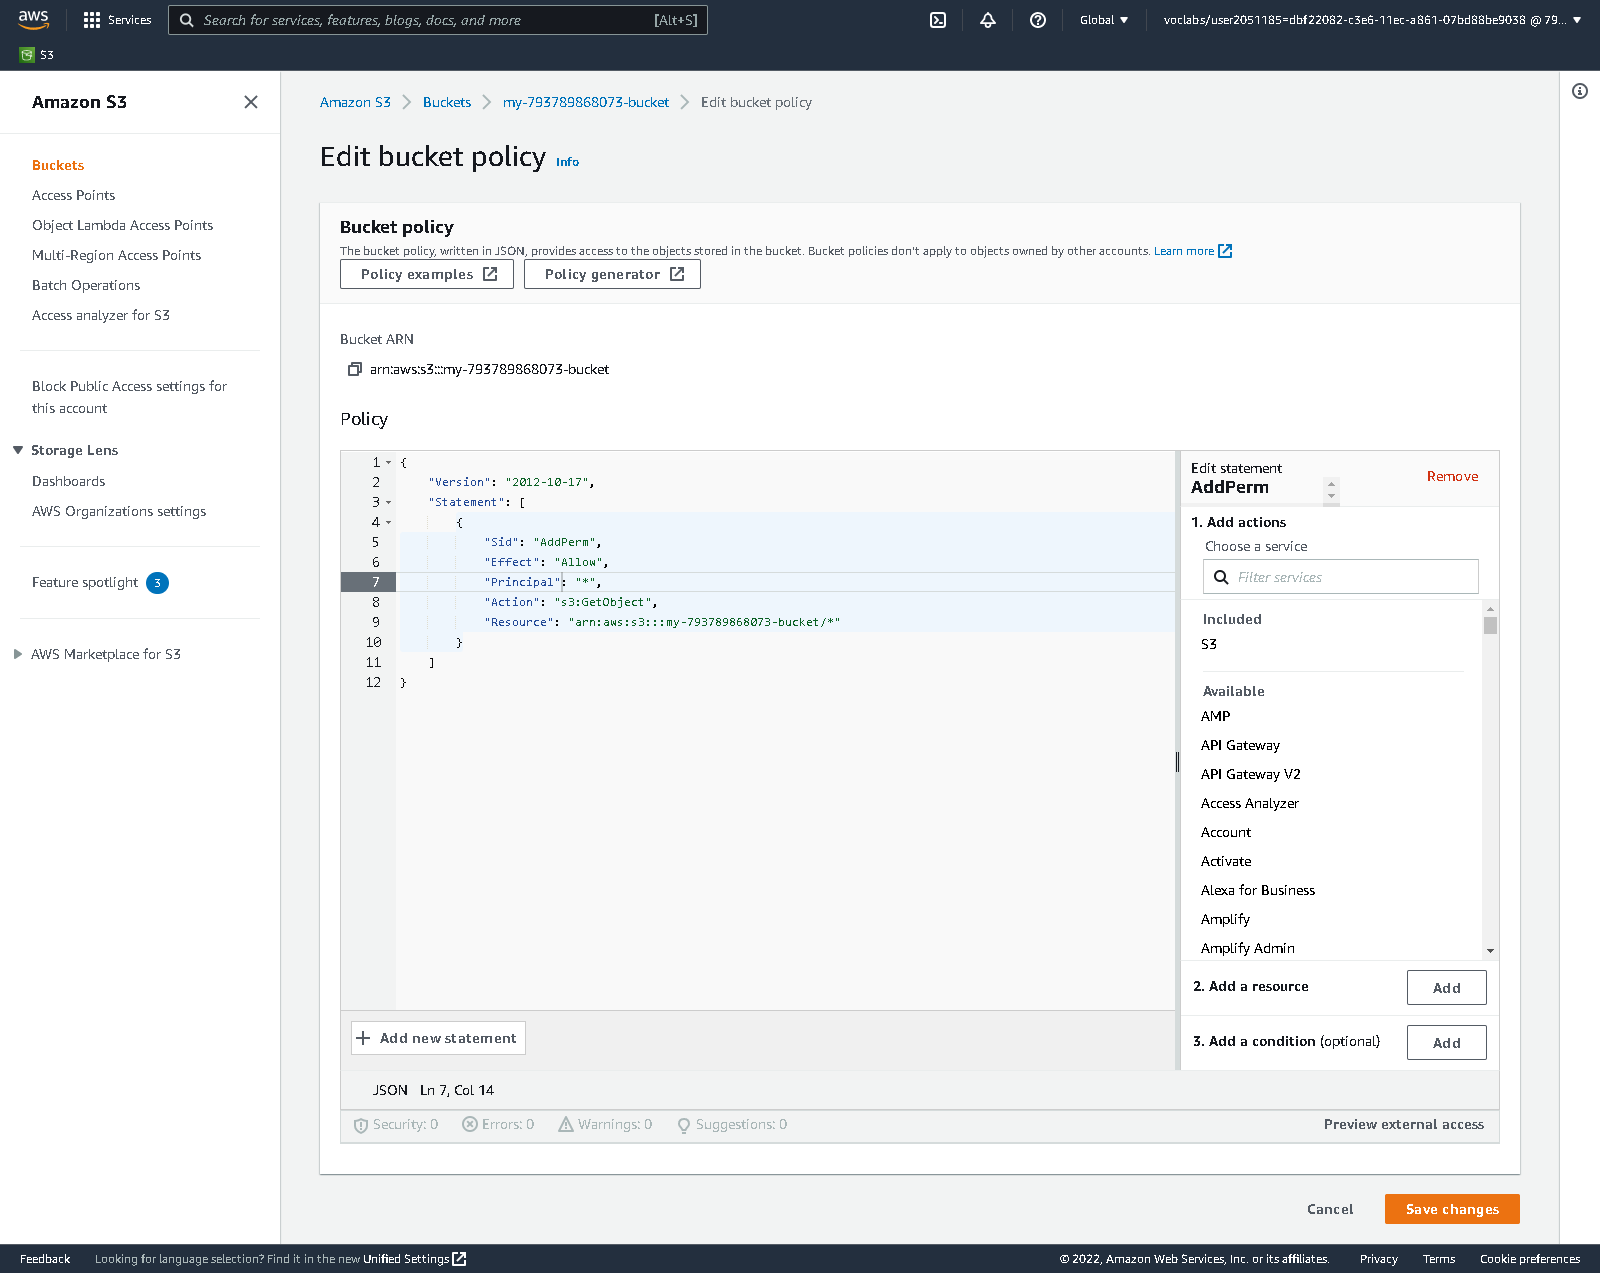 aws
Services
Search for services, features, blogs, docs, and more
[Alt+S]
Global
voclabs/user2051185=dbf22082-c3e6-11ec-a861-07bd88be9038 @ 79...
S3
Amazon S3
Buckets
Access Points
Object Lambda Access Points
Multi-Region Access Points
Batch Operations
Access analyzer for S3
Block Public Access settings for
this account
Storage Lens
Dashboards
AWS Organizations settings
Feature spotlight 3
AWS Marketplace for S3
Amazon S3
Buckets
my-793789868073-bucket
Edit bucket policy
Edit bucket policy Info
Bucket policy
The bucket policy, written in JSON, provides access to the objects stored in the bucket. Bucket policies don't apply to objects owned by other accounts. Learn more
Policy examples
Policy generator
Bucket ARN
arn:aws:s3:::my-793789868073-bucket
Policy
1 {
2 "Version": "2012-10-17",
3 "Statement": [
4 {
5 "Sid": "AddPerm",
6 "Effect": "Allow",
7 "Principal": "*",
8 "Action": "s3:GetObject",
9 "Resource": "arn:aws:s3:::my-793789868073-bucket/*"
10 }
11 ]
12 }
Edit statement
AddPerm
Remove
1. Add actions
Choose a service
Filter services
Included
S3
Available
AMP
API Gateway
API Gateway V2
Access Analyzer
Account
Activate
Alexa for Business
Amplify
Amplify Admin
2. Add a resource
Add
3. Add a condition (optional)
Add
Add new statement
JSON Ln 7, Col 14
Security: 0
Errors: 0
Warnings: 0
Suggestions: 0
Preview external access
Cancel
Save changes
Feedback
Looking for language selection? Find it in the new Unified Settings
© 2022, Amazon Web Services, Inc. or its affiliates.
Privacy
Terms
Cookie preferences